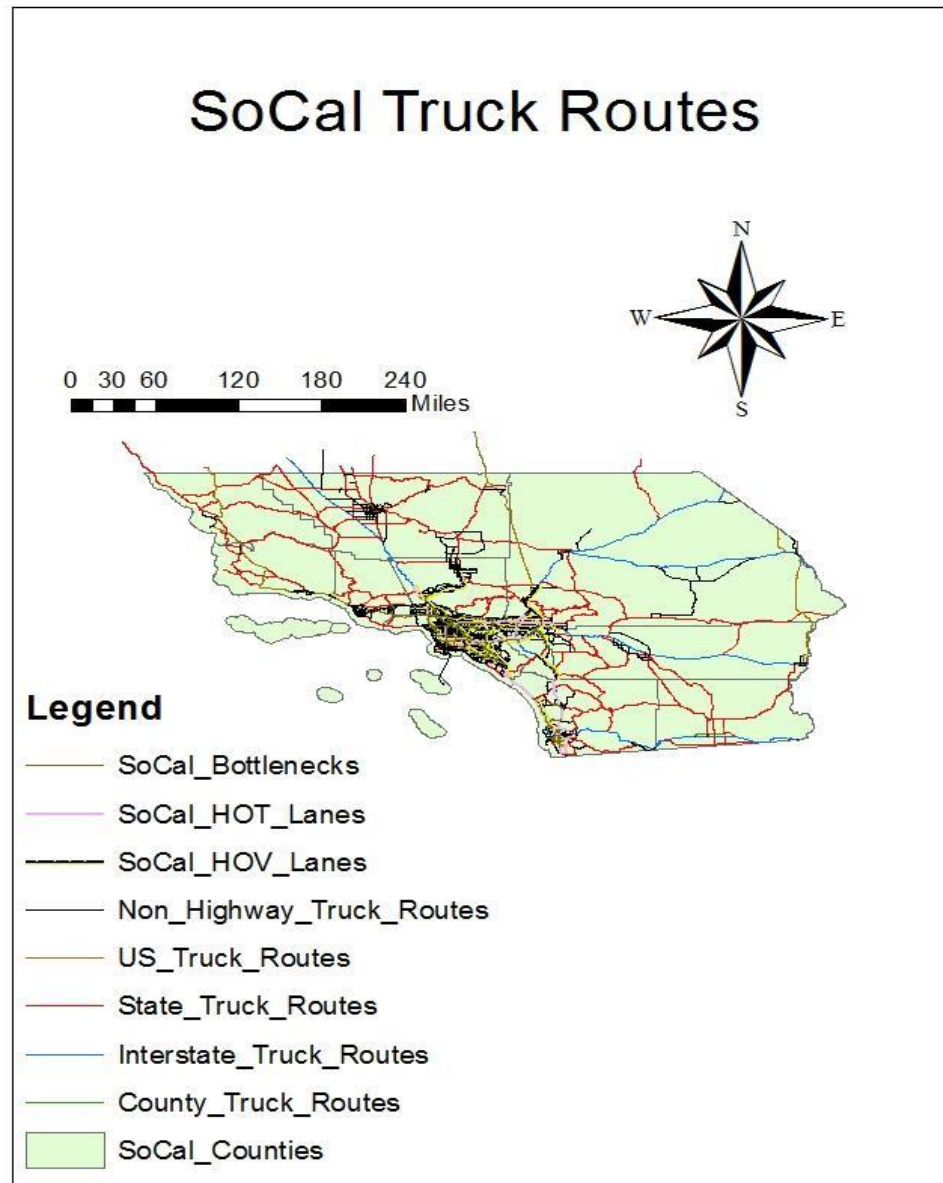 SoCal Truck Routes
N
W E
S
0 30 60 120 180 240
Miles
Legend
SoCal_Bottlenecks
SoCal_HOT_Lanes
SoCal_HOV_Lanes
Non_Highway_Truck_Routes
US_Truck_Routes
State_Truck_Routes
Interstate_Truck_Routes
County_Truck_Routes
SoCal_Counties